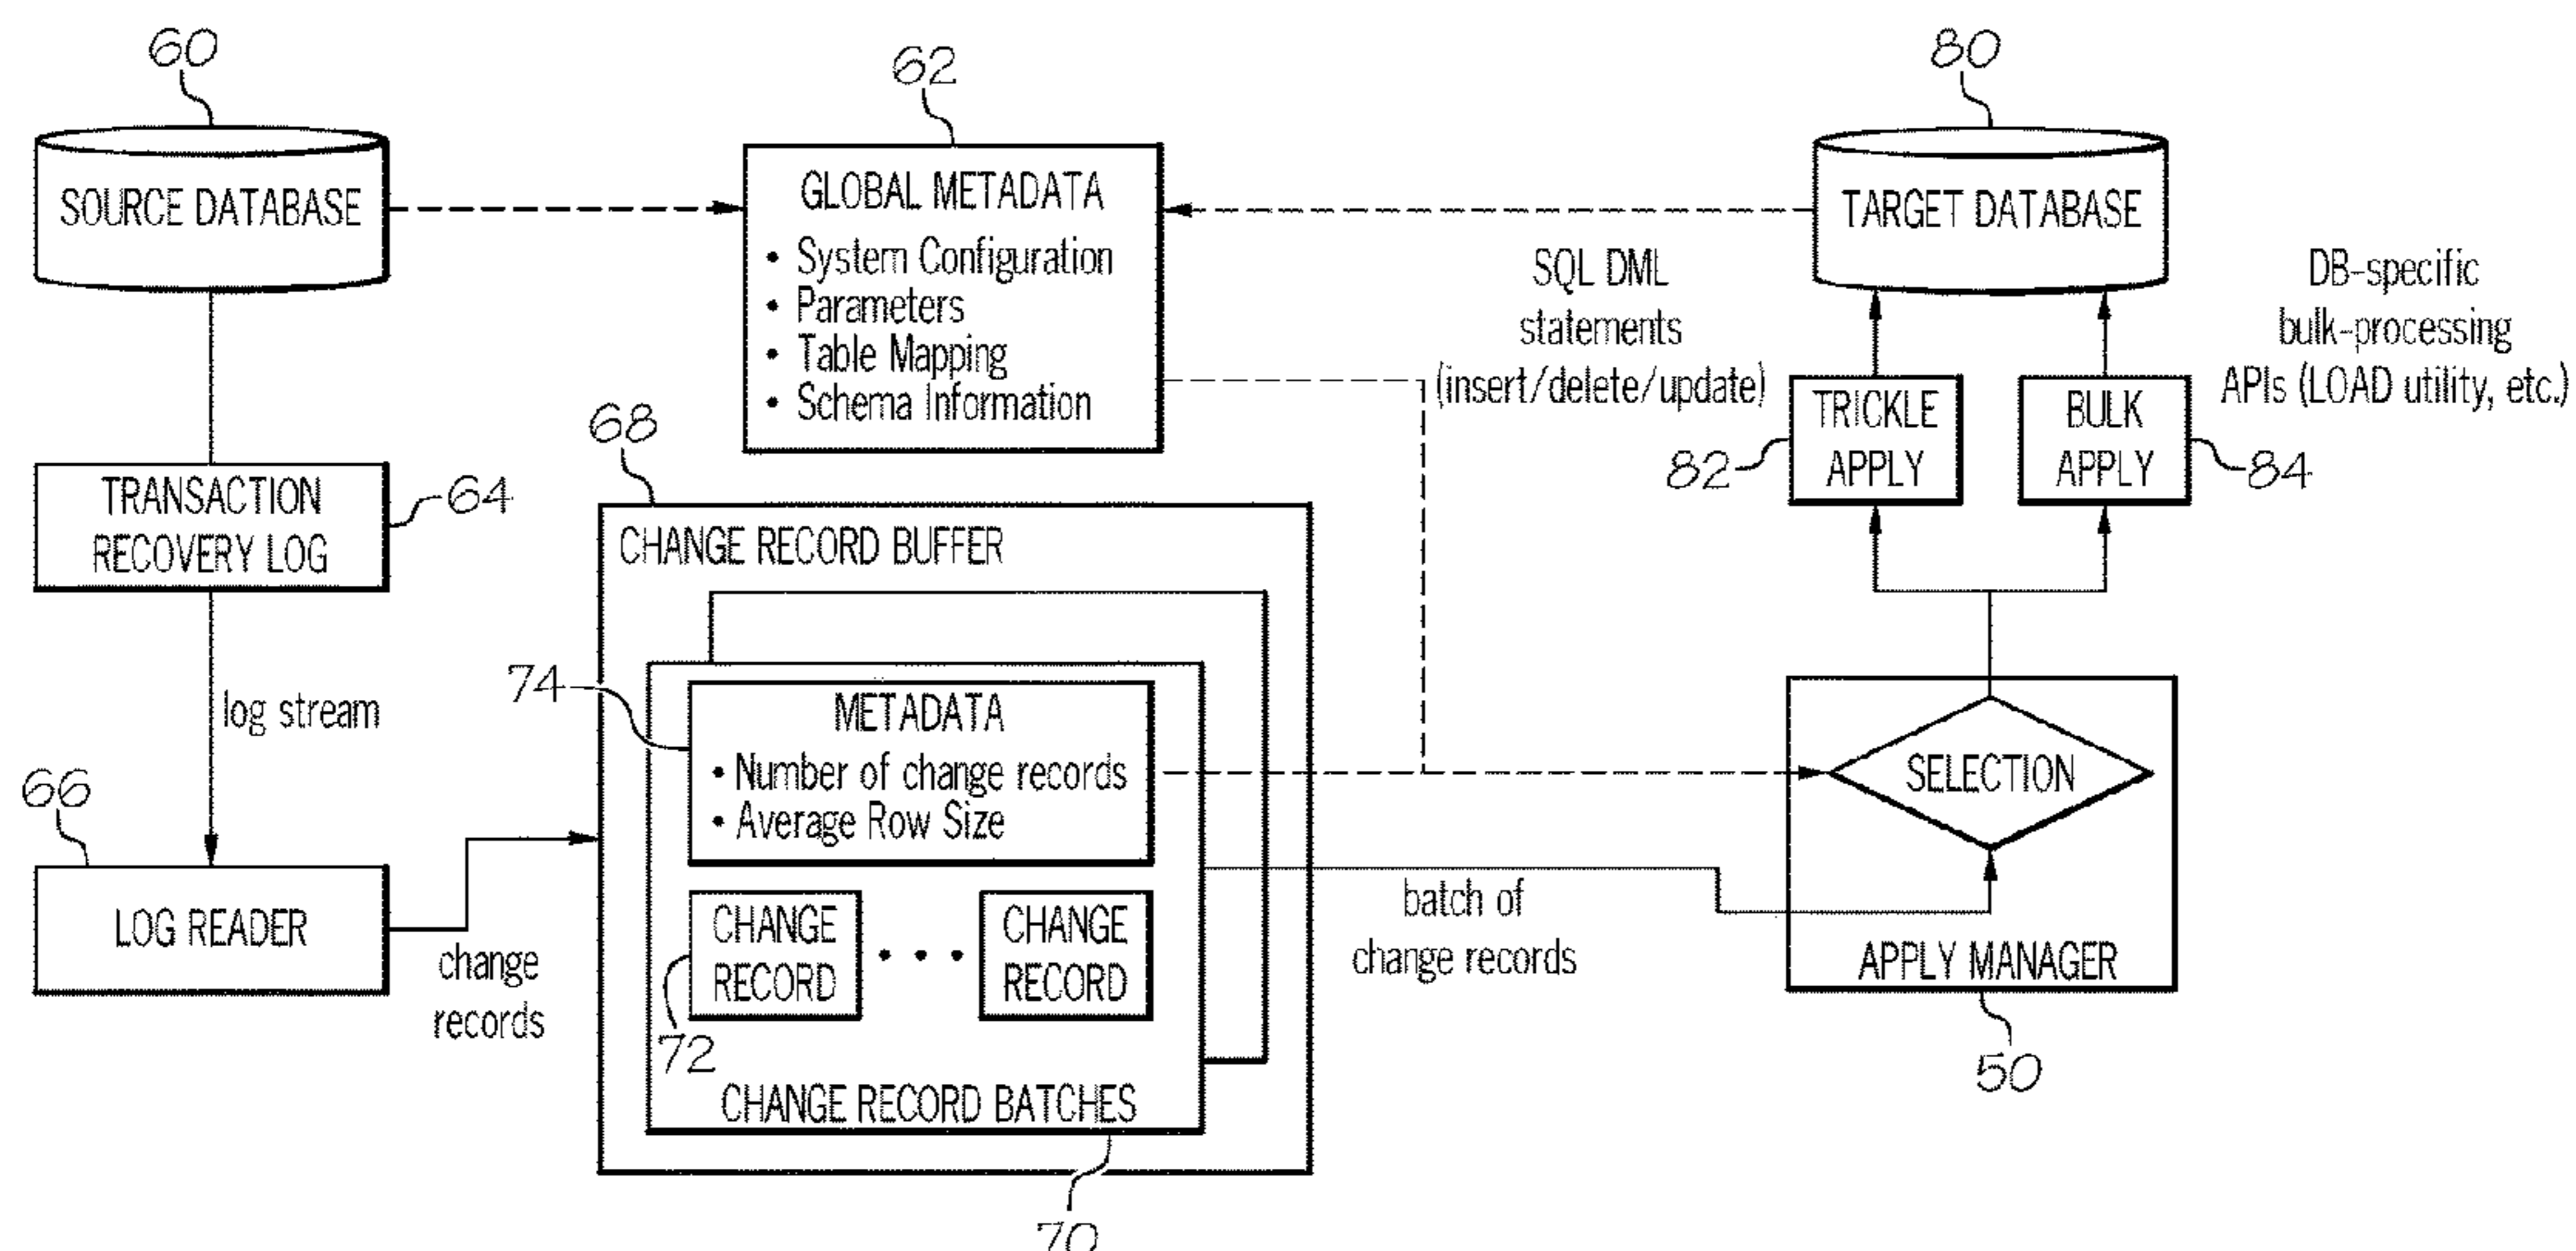 60
SOURCE DATABASE
62
GLOBAL METADATA
• System Configuration
• Parameters
• Table Mapping
• Schema Information
80
TARGET DATABASE
SQL DML
statements
(insert/delete/update)
DB-specific
bulk-processing
APIs (LOAD utility, etc.)
TRICKLE
APPLY
82
BULK
APPLY
84
TRANSACTION
RECOVERY LOG
64
log stream
66
LOG READER
change
records
68
CHANGE RECORD BUFFER
74
METADATA
• Number of change records
• Average Row Size
CHANGE
RECORD
• • •
CHANGE
RECORD
72
CHANGE RECORD BATCHES
70
batch of
change records
SELECTION
APPLY MANAGER
50